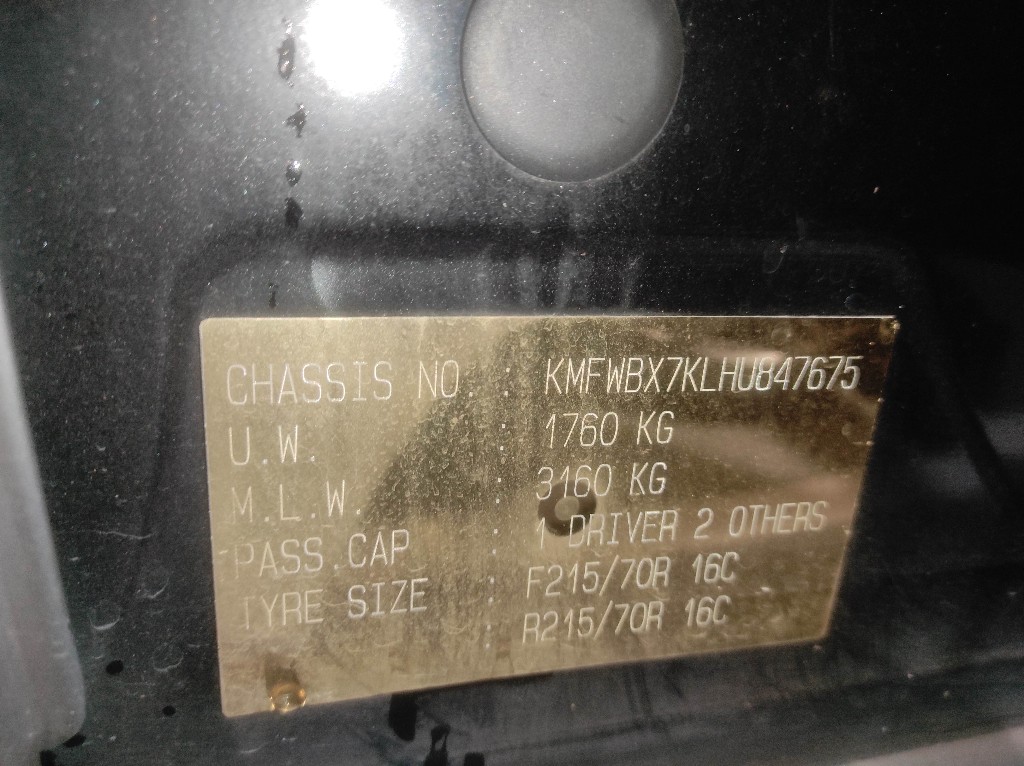 CHASSIS NO. : KMFWBX7KLHU847675
U.W. : 1760 KG
M.L.W. : 3160 KG
PASS.CAP : 1 DRIVER 2 OTHERS
TYRE SIZE : F215/70R 16C
: R215/70R 16C